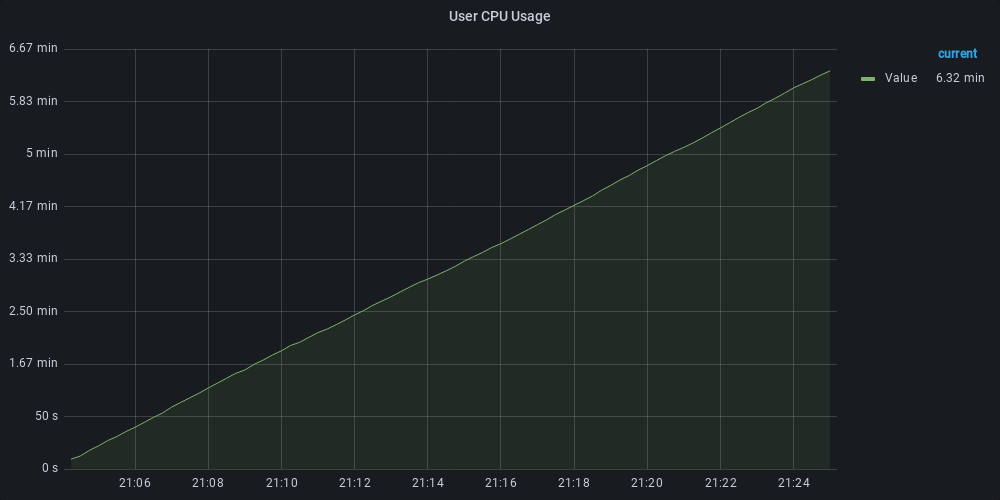 User CPU Usage
6.67 min
5.83 min
5 min
4.17 min
3.33 min
2.50 min
1.67 min
50 s
0 s
21:06 21:08 21:10 21:12 21:14 21:16 21:18 21:20 21:22 21:24
current
Value 6.32 min